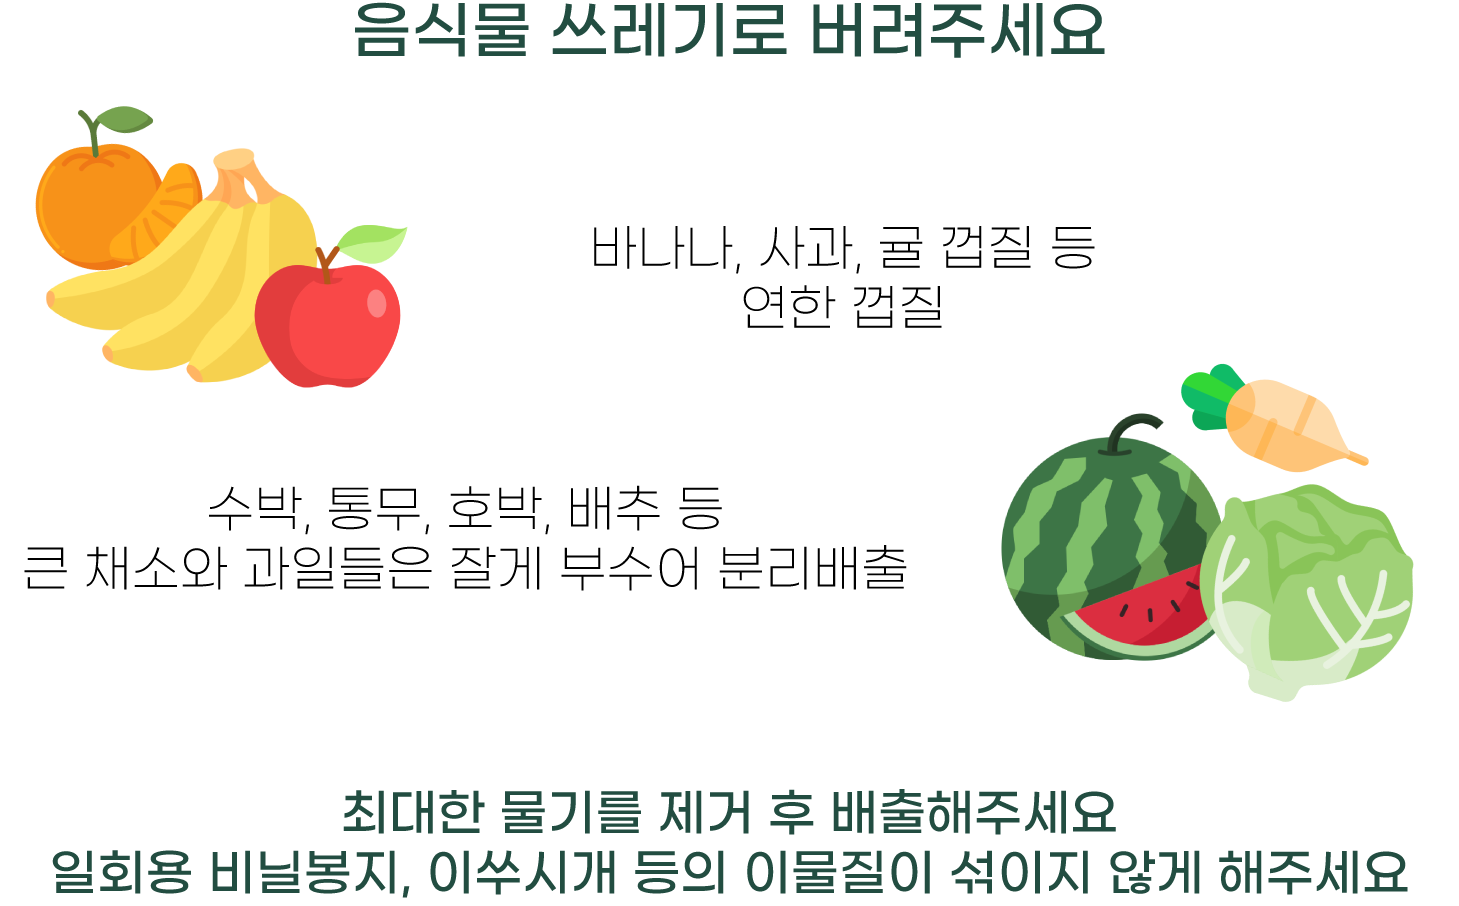 음식물 쓰레기로 버려주세요
바나나, 사과, 귤 껍질 등
연한 껍질
수박, 통무, 호박, 배추 등
큰 채소와 과일들은 잘게 부수어 분리배출
최대한 물기를 제거 후 배출해주세요
일회용 비닐봉지, 이쑤시개 등의 이물질이 섞이지 않게 해주세요